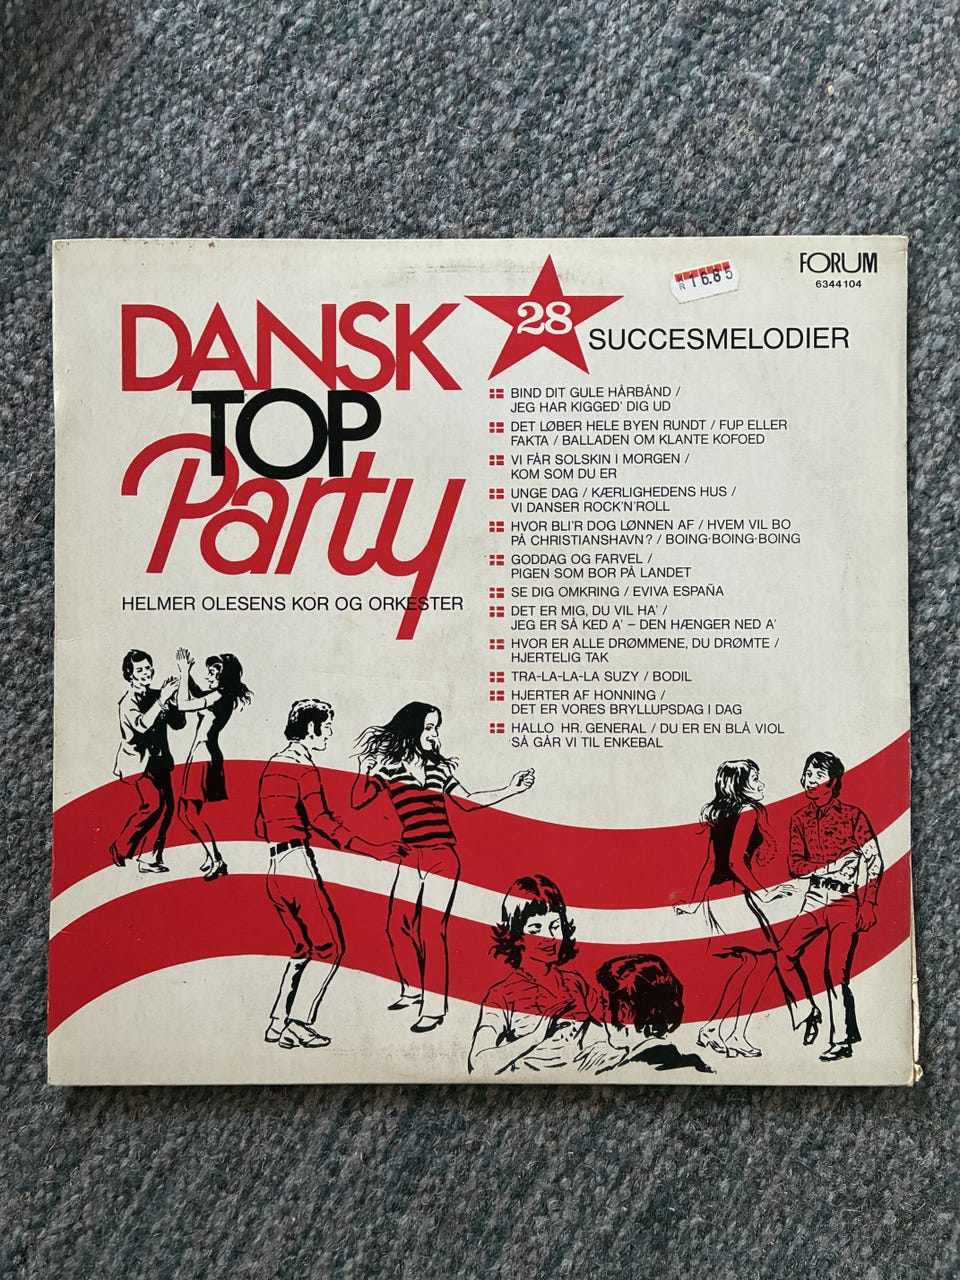 FORUM
6344 104
R 16.85
DANSK
TOP
Party
HELMER OLESENS KOR OG ORKESTER
28
SUCCESMELODIER
BIND DIT GULE HÅRBÅND /
JEG HAR KIGGED' DIG UD
DET LØBER HELE BYEN RUNDT / FUP ELLER
FAKTA / BALLADEN OM KLANTE KOFOED
VI FÅR SOLSKIN I MORGEN /
KOM SOM DU ER
UNGE DAG / KÆRLIGHEDENS HUS /
VI DANSER ROCK'N'ROLL
HVOR BLI'R DOG LØNNEN AF / HVEM VIL BO
PÅ CHRISTIANSHAVN? / BOING-BOING-BOING
GODDAG OG FARVEL /
PIGEN SOM BOR PÅ LANDET
SE DIG OMKRING / EVIVA ESPAÑA
DET ER MIG, DU VIL HA' /
JEG ER SÅ KED A' – DEN HÆNGER NED A'
HVOR ER ALLE DRØMMENE, DU DRØMTE /
HJERTELIG TAK
TRA-LA-LA-LA SUZY / BODIL
HJERTER AF HONNING /
DET ER VORES BRYLLUPSDAG I DAG
HALLO HR. GENERAL / DU ER EN BLÅ VIOL
SÅ GÅR VI TIL ENKEBAL